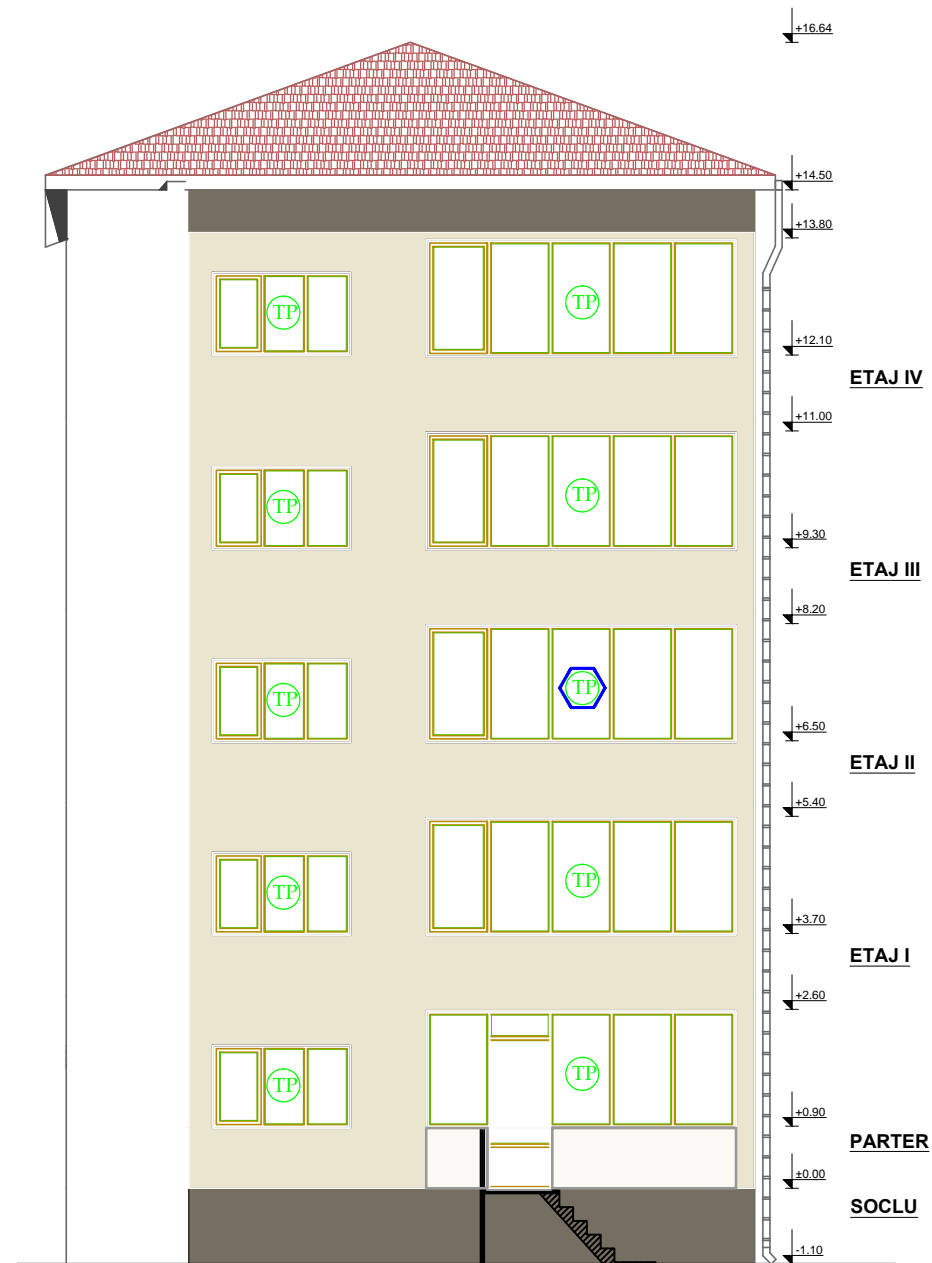 +16.64
+14.50
+13.80
TP
TP
+12.10
ETAJ IV
+11.00
TP
TP
+9.30
ETAJ III
+8.20
TP
TP
+6.50
ETAJ II
+5.40
TP
TP
+3.70
ETAJ I
+2.60
TP
TP
+0.90
PARTER
±0.00
SOCLU
-1.10